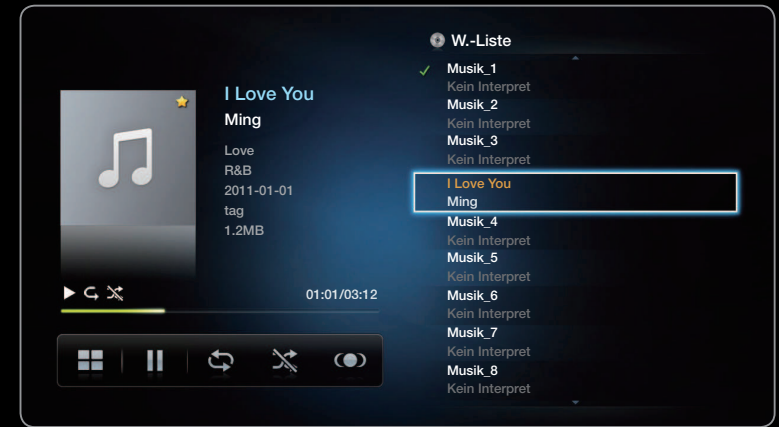 I Love You
Ming
Love
R&B
2011-01-01
tag
1.2MB
01:01/03:12
W.-Liste
Musik_1
Kein Interpret
Musik_2
Kein Interpret
Musik_3
Kein Interpret
I Love You
Ming
Musik_4
Kein Interpret
Musik_5
Kein Interpret
Musik_6
Kein Interpret
Musik_7
Kein Interpret
Musik_8
Kein Interpret